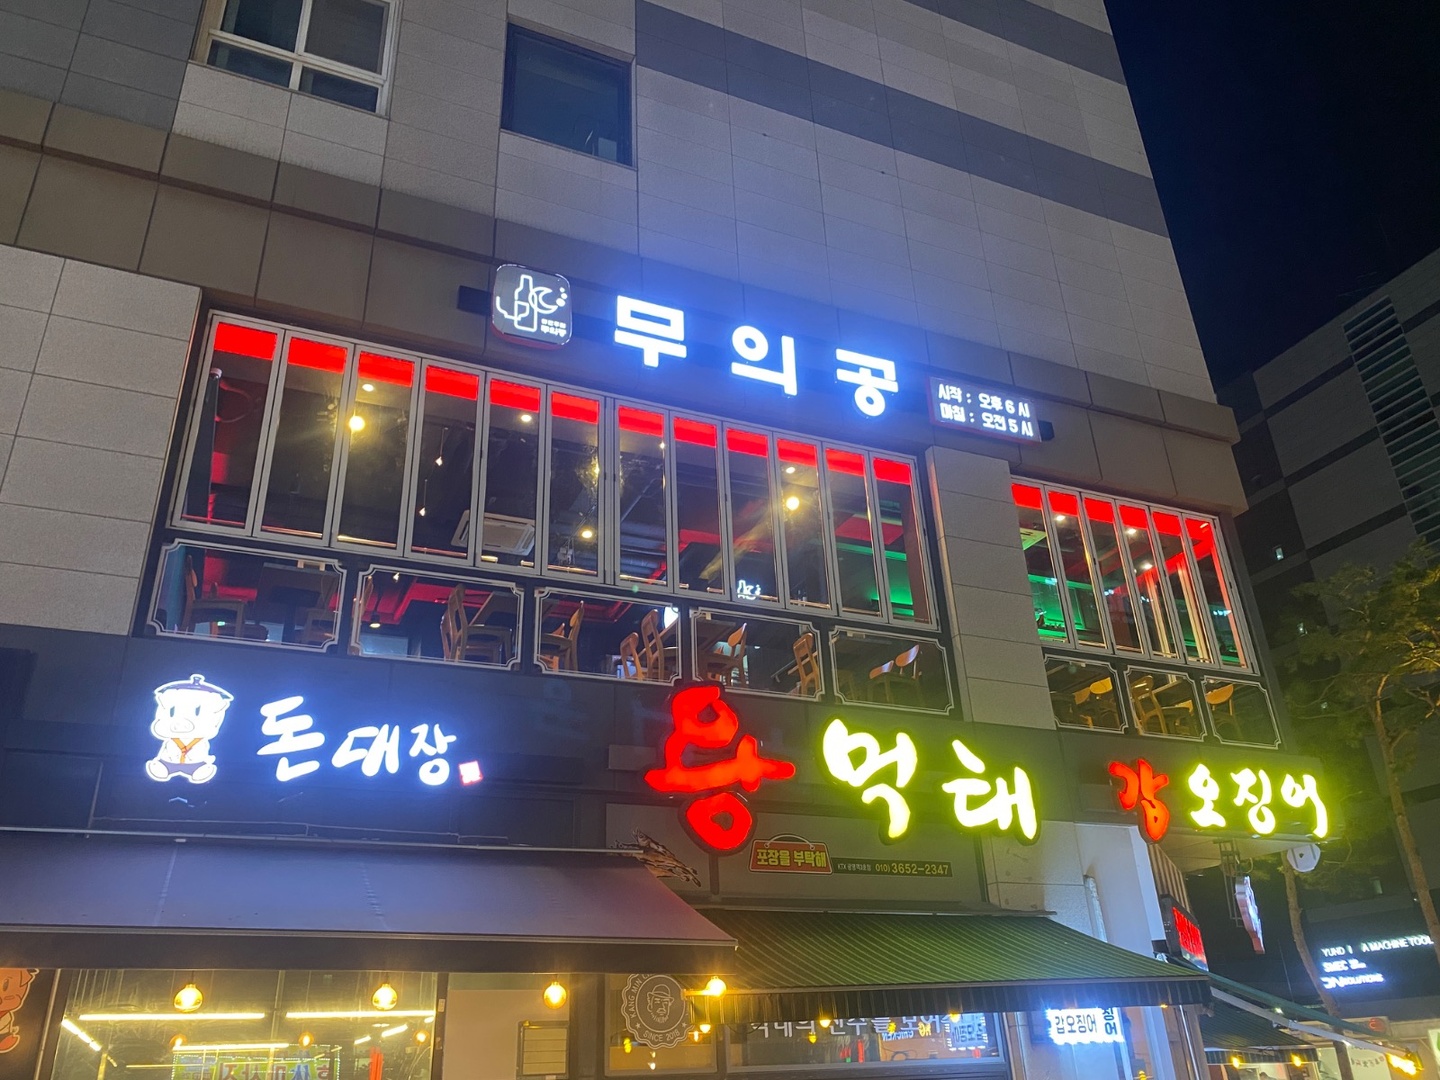 무의공
시작 : 오후 6 시
마침 : 오전 5 시
돈대장
용 먹태
갑오징어
포장을 부탁해
010) 3652-2347
SINCE
갑오징어
A MACHINE TOOL